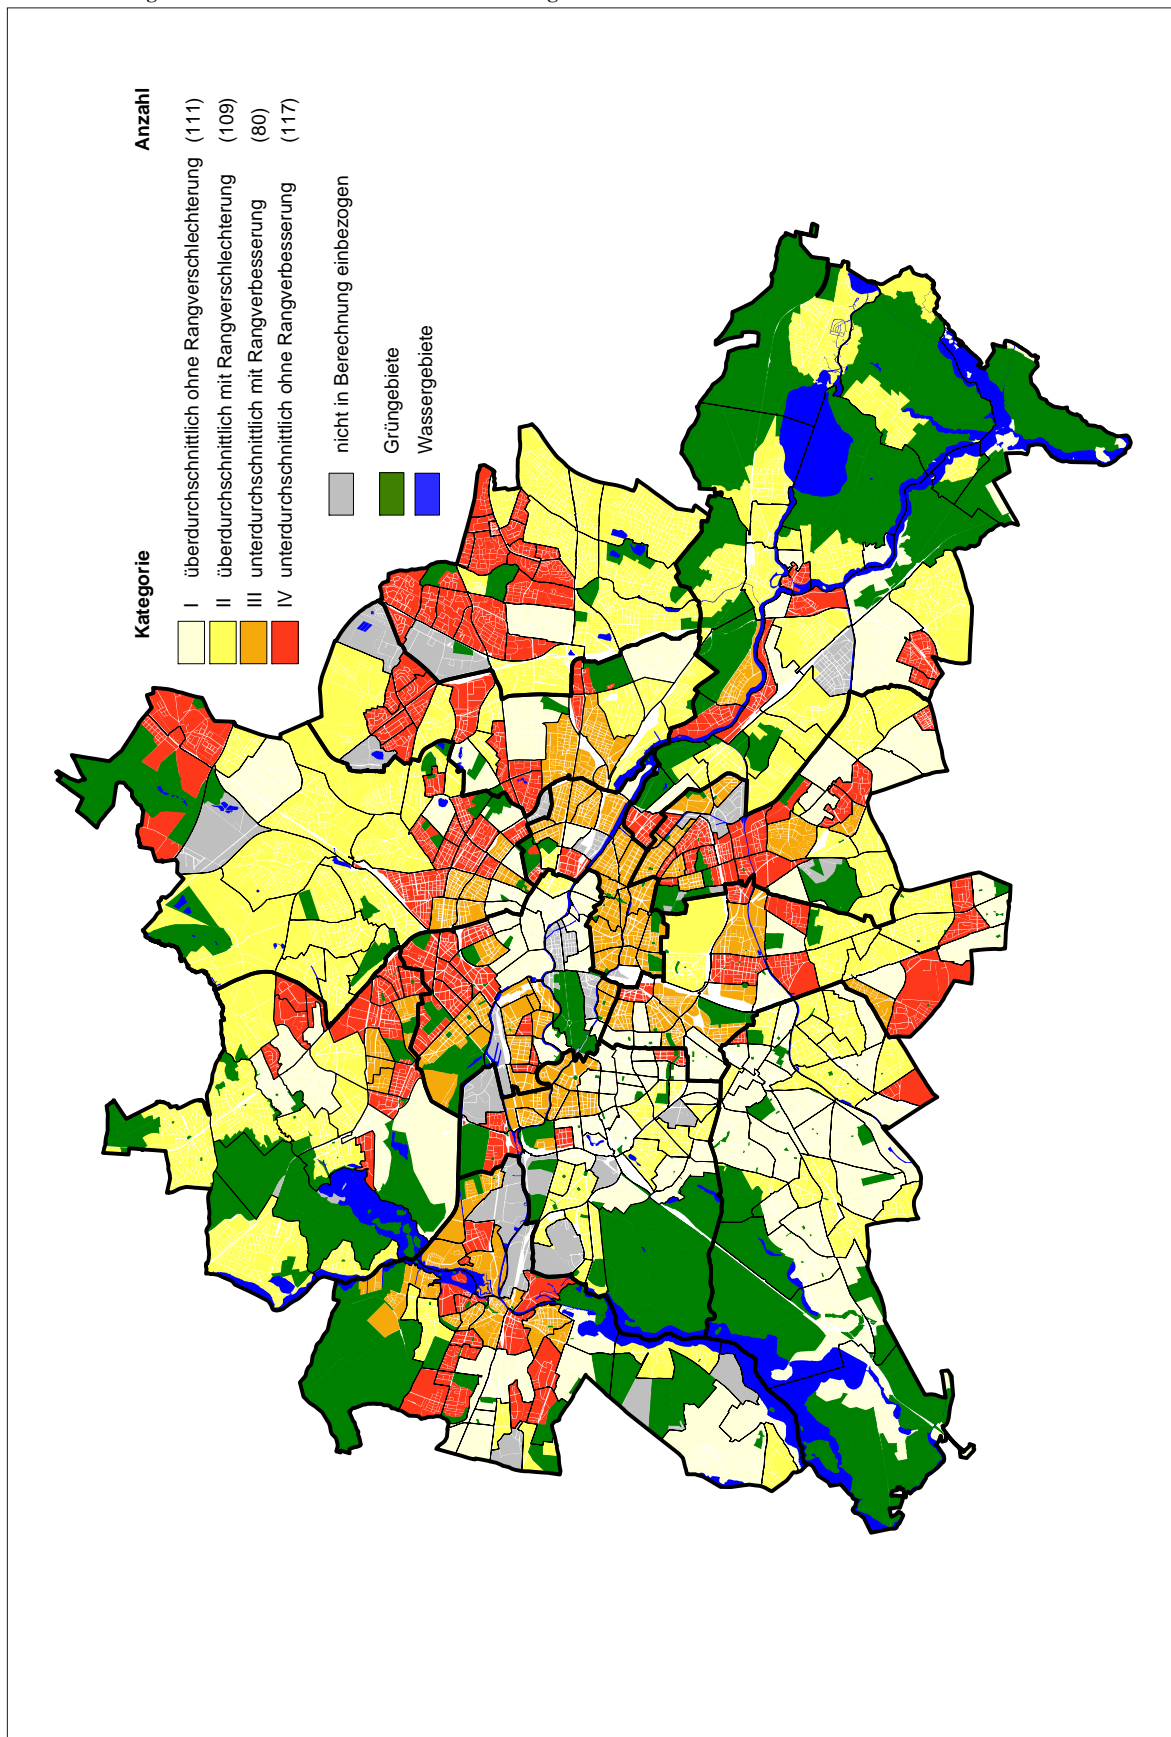 Kategorie Anzahl
I überdurchschnittlich ohne Rangverschlechterung (111)
II überdurchschnittlich mit Rangverschlechterung (109)
III unterdurchschnittlich mit Rangverbesserung (80)
IV unterdurchschnittlich ohne Rangverbesserung (117)
nicht in Berechnung einbezogen
Grüngebiete
Wassergebiete